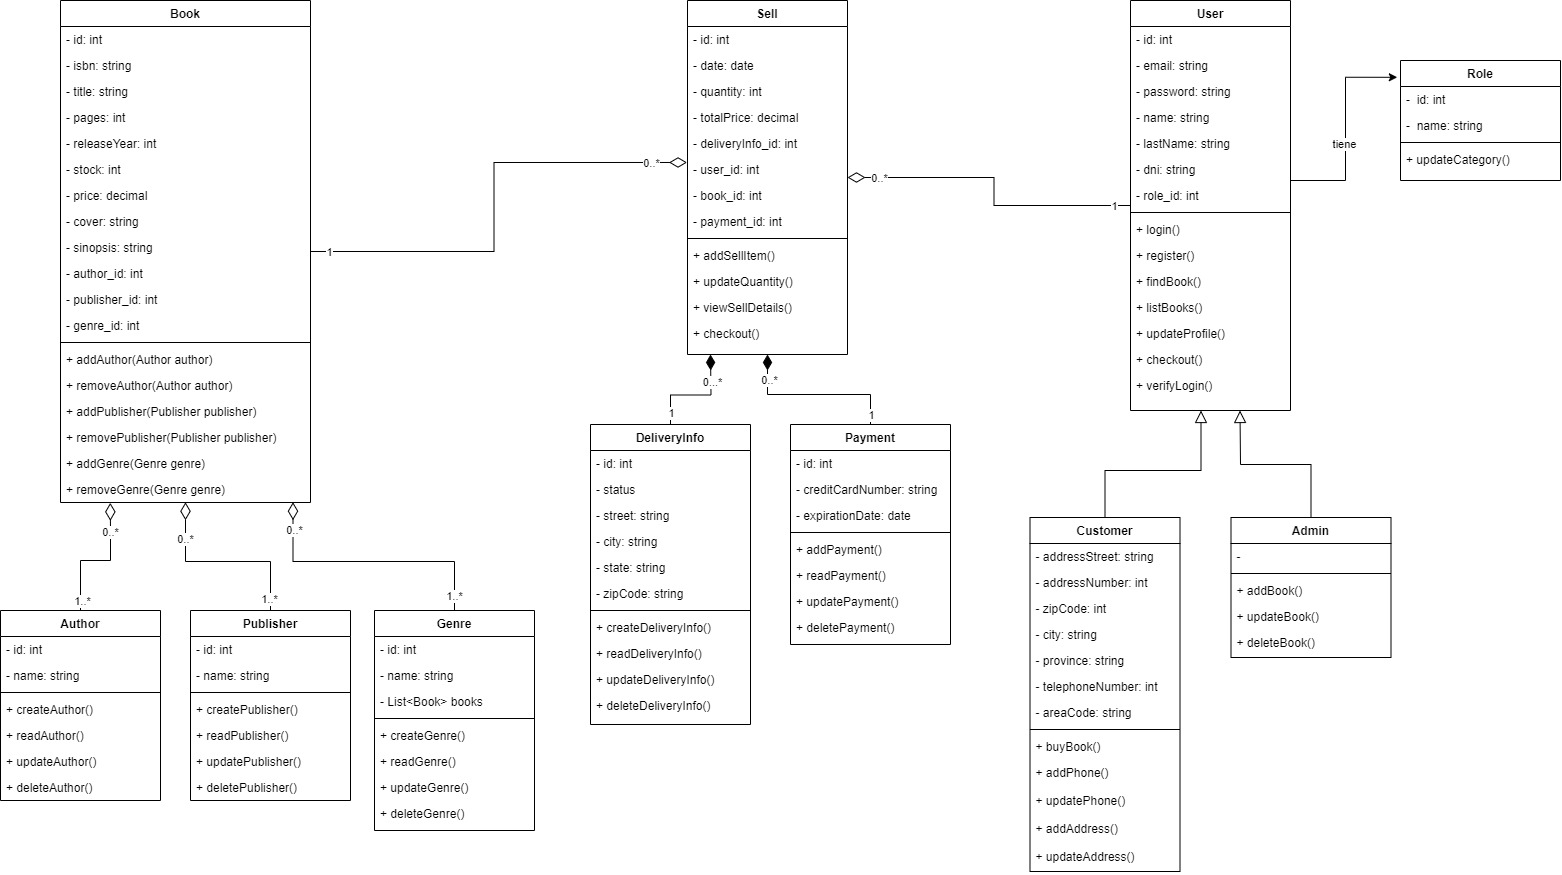 Book
- id: int
- isbn: string
- title: string
- pages: int
- releaseYear: int
- stock: int
- price: decimal
- cover: string
- sinopsis: string
- author_id: int
- publisher_id: int
- genre_id: int
+ addAuthor(Author author)
+ removeAuthor(Author author)
+ addPublisher(Publisher publisher)
+ removePublisher(Publisher publisher)
+ addGenre(Genre genre)
+ removeGenre(Genre genre)
1
0..*
Sell
- id: int
- date: date
- quantity: int
- totalPrice: decimal
- deliveryInfo_id: int
- user_id: int
- book_id: int
- payment_id: int
+ addSellItem()
+ updateQuantity()
+ viewSellDetails()
+ checkout()
0..*
1
User
- id: int
- email: string
- password: string
- name: string
- lastName: string
- dni: string
- role_id: int
+ login()
+ register()
+ findBook()
+ listBooks()
+ updateProfile()
+ checkout()
+ verifyLogin()
tiene
Role
- id: int
- name: string
+ updateCategory()
0..*
1..*
Author
- id: int
- name: string
+ createAuthor()
+ readAuthor()
+ updateAuthor()
+ deleteAuthor()
0..*
1..*
Publisher
- id: int
- name: string
+ createPublisher()
+ readPublisher()
+ updatePublisher()
+ deletePublisher()
0..*
1..*
Genre
- id: int
- name: string
- List<Book> books
+ createGenre()
+ readGenre()
+ updateGenre()
+ deleteGenre()
0...*
1
DeliveryInfo
- id: int
- status
- street: string
- city: string
- state: string
- zipCode: string
+ createDeliveryInfo()
+ readDeliveryInfo()
+ updateDeliveryInfo()
+ deleteDeliveryInfo()
0..*
1
Payment
- id: int
- creditCardNumber: string
- expirationDate: date
+ addPayment()
+ readPayment()
+ updatePayment()
+ deletePayment()
Customer
- addressStreet: string
- addressNumber: int
- zipCode: int
- city: string
- province: string
- telephoneNumber: int
- areaCode: string
+ buyBook()
+ addPhone()
+ updatePhone()
+ addAddress()
+ updateAddress()
Admin
-
+ addBook()
+ updateBook()
+ deleteBook()